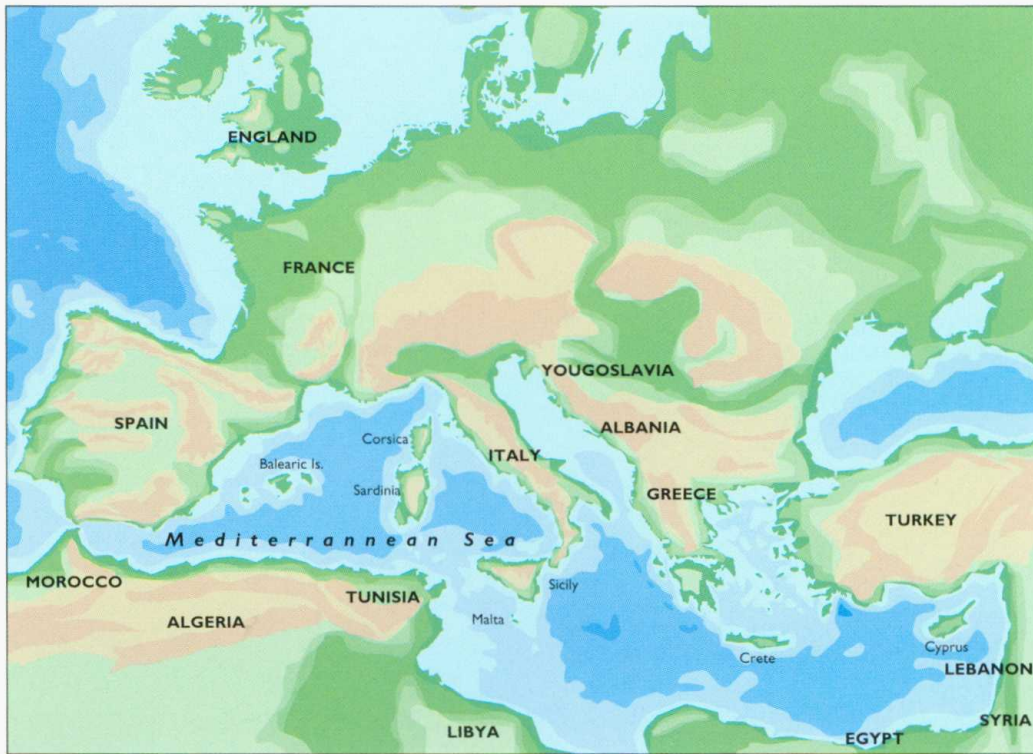 ENGLAND
FRANCE
YOUGOSLAVIA
SPAIN
ALBANIA
Corsica
ITALY
Balearic Is.
Sardinia
GREECE
TURKEY
Mediterrannean Sea
MOROCCO
Sicily
TUNISIA
ALGERIA
Malta
Cyprus
Crete
LEBANON
SYRIA
LIBYA
EGYPT